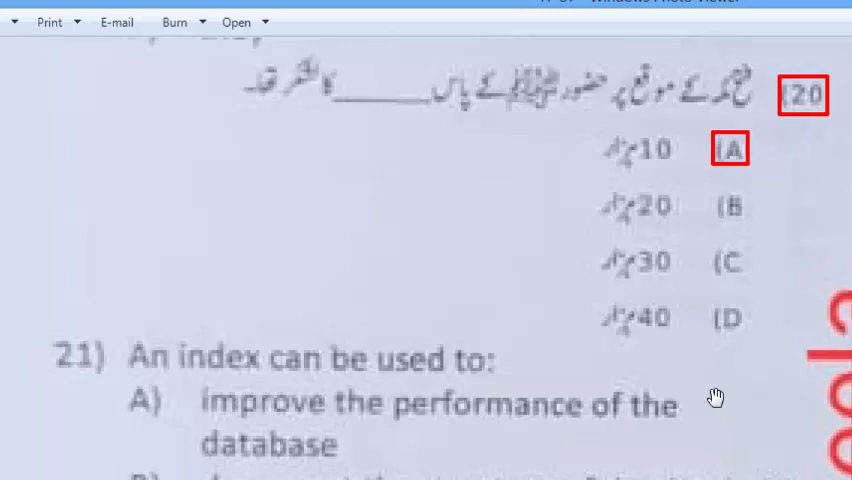 Print E-mail Burn Open
20) فتح مکہ کے موقع پر حضور ﷺ کے پاس ______ کا لشکر تھا۔
A) 10 ہزار
B) 20 ہزار
C) 30 ہزار
D) 40 ہزار
21) An index can be used to:
A) improve the performance of the
database